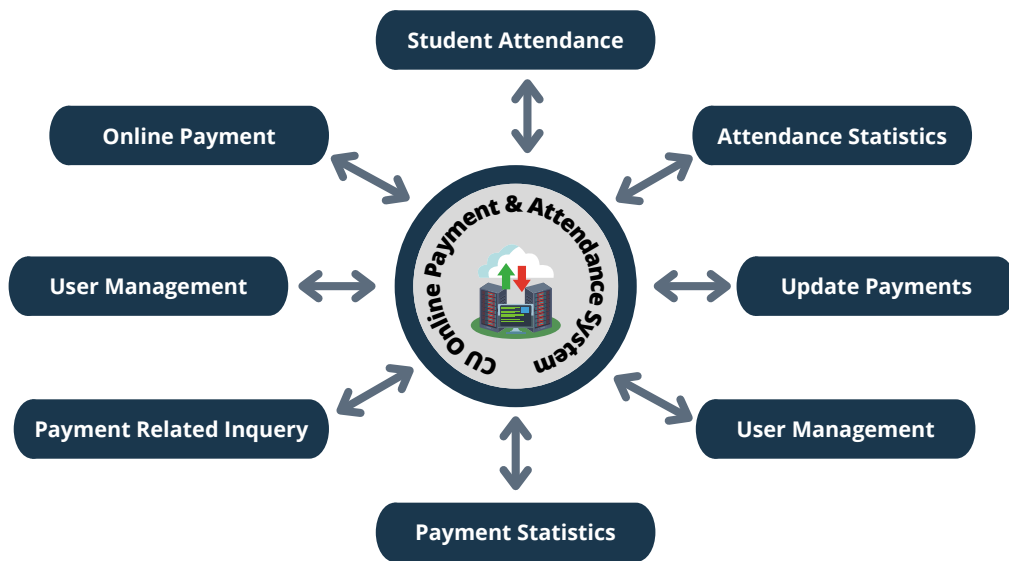 Student Attendance
Online Payment
Attendance Statistics
CU Online Payment & Attendance System
User Management
Update Payments
Payment Related Inquery
User Management
Payment Statistics